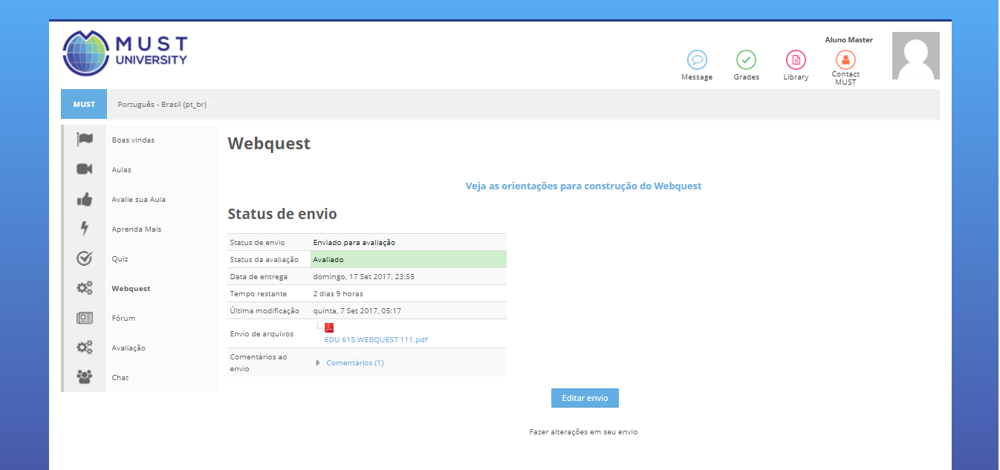 MUST
UNIVERSITY
Aluno Master
Message
Grades
Library
Contact
MUST
MUST
Português - Brasil (pt_br)
Boas vindas
Aulas
Avalie sua Aula
Aprenda Mais
Quiz
Webquest
Fórum
Avaliação
Chat
Webquest
Veja as orientações para construção do Webquest
Status de envio
Status de envio Enviado para avaliação
Status da avaliação Avaliado
Data de entrega domingo, 17 Set 2017, 23:55
Tempo restante 2 dias 9 horas
Última modificação quinta, 7 Set 2017, 05:17
Envio de arquivos
EDU 615 WEBQUEST 111.pdf
Comentários ao
envio
Comentários (1)
Editar envio
Fazer alterações em seu envio